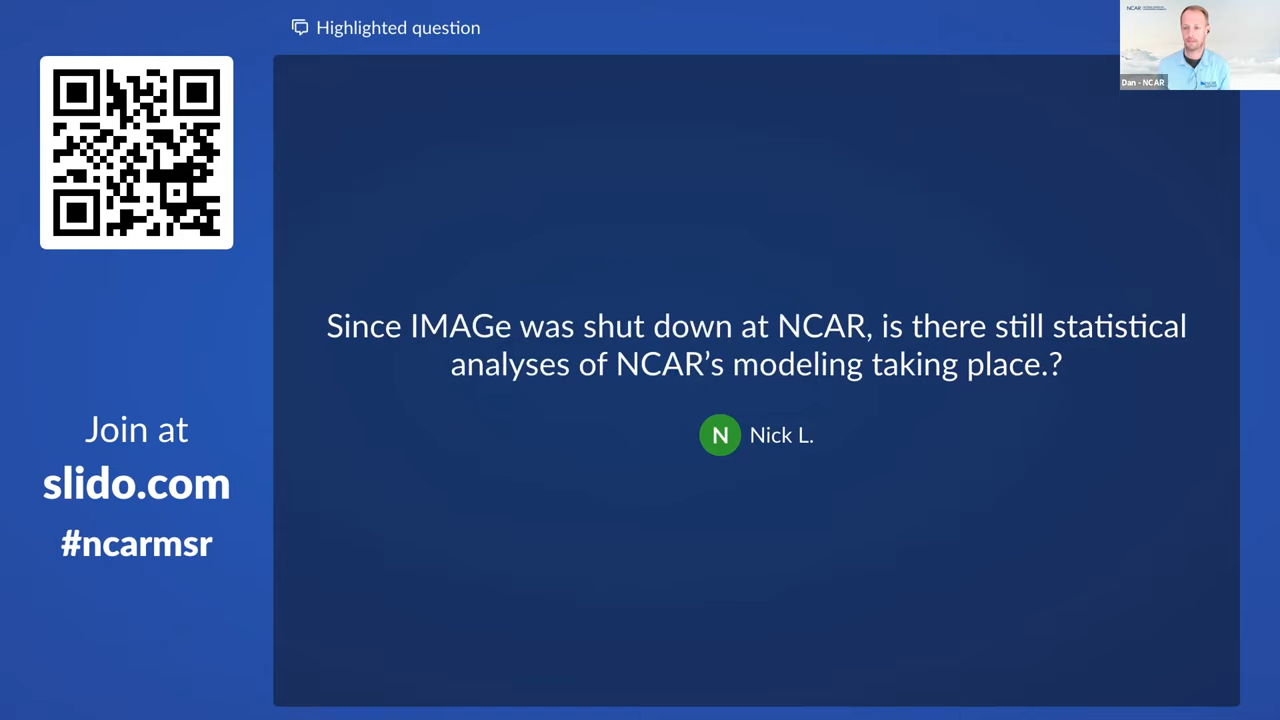 Highlighted question
NCAR
Dan - NCAR
Since IMAGe was shut down at NCAR, is there still statistical
analyses of NCAR’s modeling taking place.?
N
Nick L.
Join at
slido.com
#ncarmsr